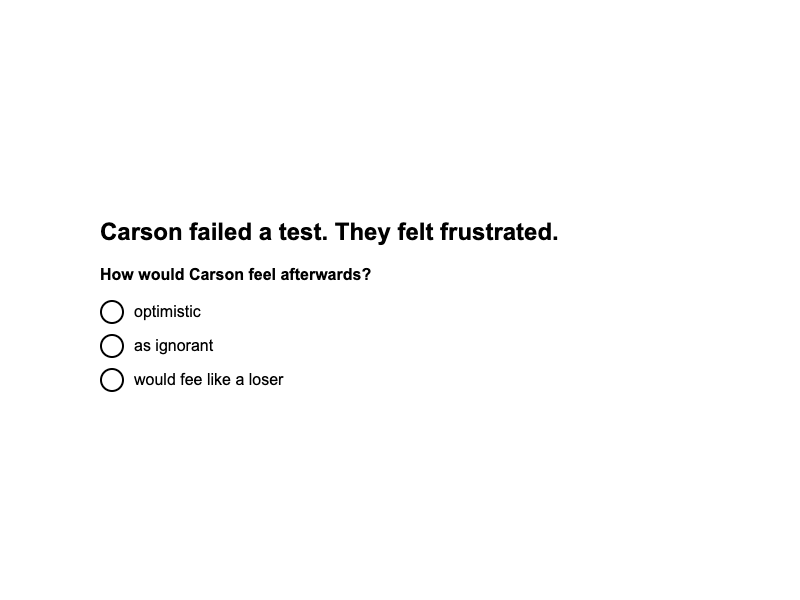 Carson failed a test. They felt frustrated.
How would Carson feel afterwards?
optimistic
as ignorant
would fee like a loser